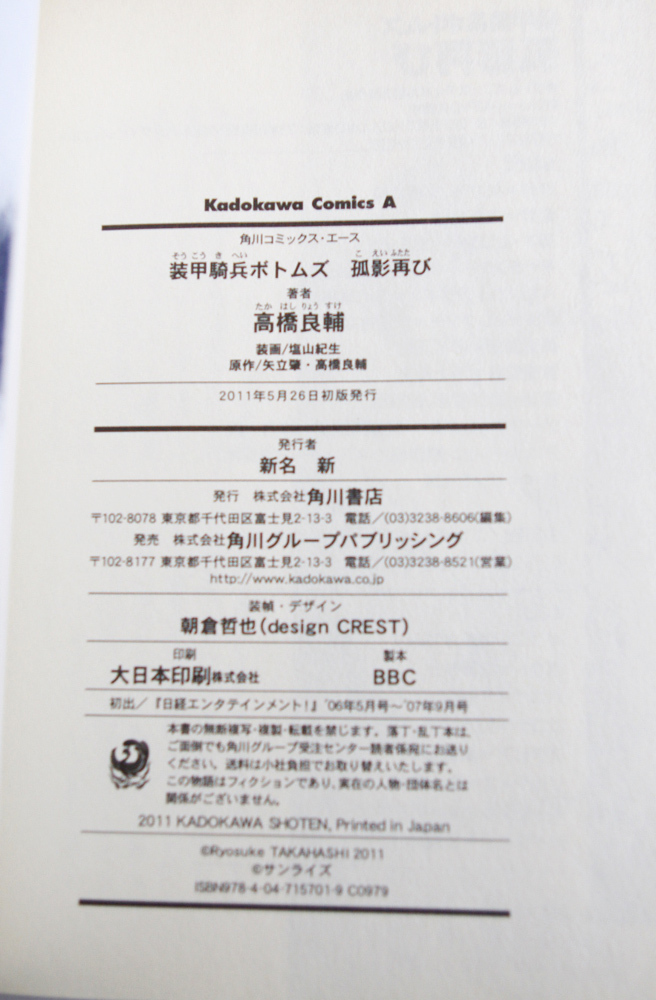 Kadokawa Comics A
角川コミックス・エース
そう こう き へい こ えい ふたた
装甲騎兵ボトムズ 孤影再び
著者
たか はし りょう すけ
高橋良輔
装画/塩山紀生
原作/矢立肇・高橋良輔
2011年5月26日初版発行
発行者
新名 新
発行 株式会社角川書店
〒102-8078 東京都千代田区富士見2-13-3 電話/(03)3238-8606(編集)
発売 株式会社角川グループパブリッシング
〒102-8177 東京都千代田区富士見2-13-3 電話/(03)3238-8521(営業)
http://www.kadokawa.co.jp
装幀・デザイン
朝倉哲也(design CREST)
印刷 製本
大日本印刷株式会社 BBC
初出/『日経エンタテインメント!』'06年5月号〜'07年9月号
本書の無断複写・複製・転載を禁じます。落丁・乱丁本は、
ご面倒でも角川グループ受注センター読者係宛にお送り
ください。送料は小社負担でお取り替えいたします。
この物語はフィクションであり、実在の人物・団体名とは
関係がございません。
2011 KADOKAWA SHOTEN, Printed in Japan
©Ryosuke TAKAHASHI 2011
©サンライズ
ISBN978-4-04-715701-9 C0979